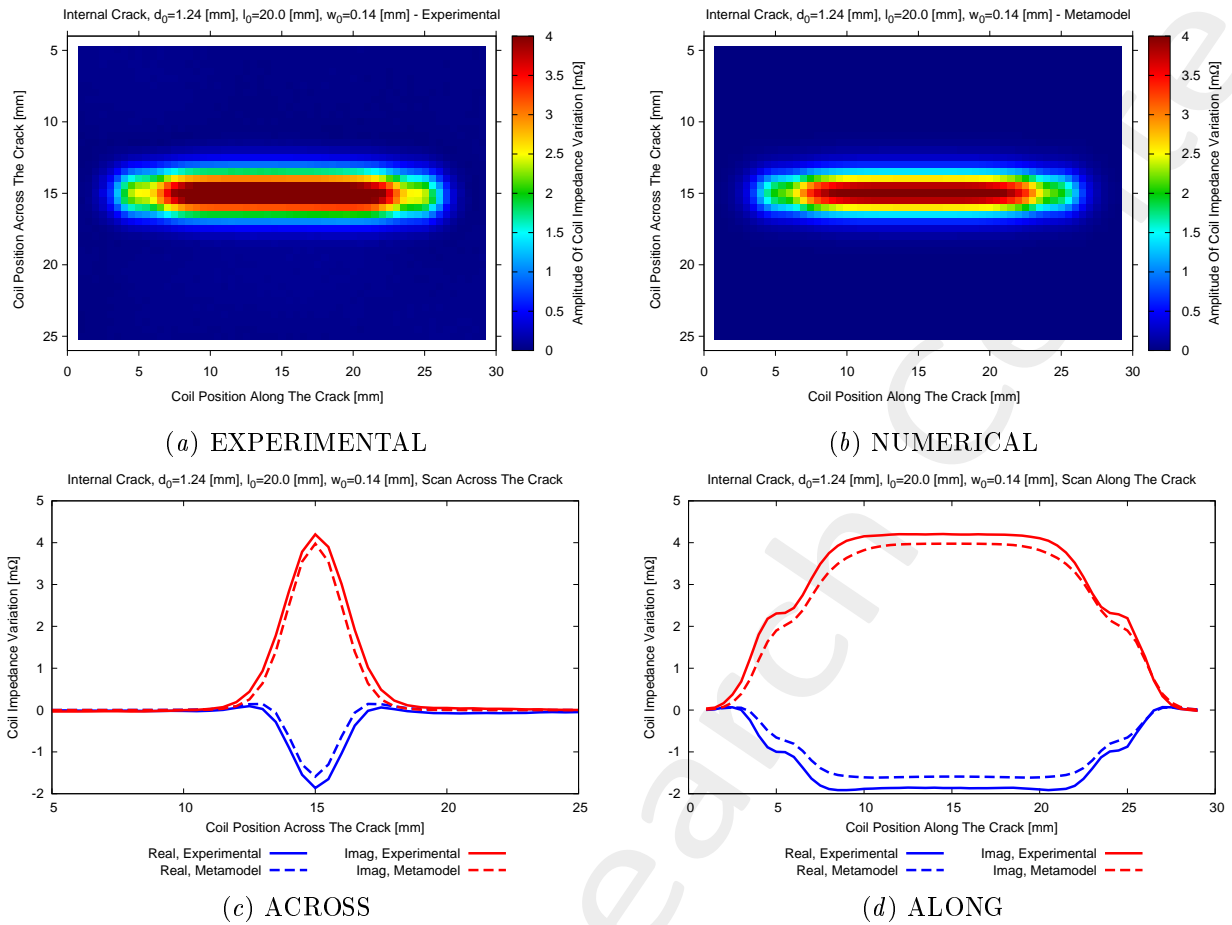 Internal Crack, d0=1.24 [mm], l0=20.0 [mm], w0=0.14 [mm] - Experimental
5
10
15
20
25
Coil Position Across The Crack [mm]
0 5 10 15 20 25 30
Coil Position Along The Crack [mm]
4
3.5
3
2.5
2
1.5
1
0.5
0
Amplitude Of Coil Impedance Variation [mΩ]
(a) EXPERIMENTAL
Internal Crack, d0=1.24 [mm], l0=20.0 [mm], w0=0.14 [mm] - Metamodel
5
10
15
20
25
Coil Position Across The Crack [mm]
0 5 10 15 20 25 30
Coil Position Along The Crack [mm]
4
3.5
3
2.5
2
1.5
1
0.5
0
Amplitude Of Coil Impedance Variation [mΩ]
(b) NUMERICAL
Internal Crack, d0=1.24 [mm], l0=20.0 [mm], w0=0.14 [mm], Scan Across The Crack
5
4
3
2
1
0
-1
-2
Coil Impedance Variation [mΩ]
5 10 15 20 25
Coil Position Across The Crack [mm]
Real, Experimental
Imag, Experimental
Real, Metamodel
Imag, Metamodel
(c) ACROSS
Internal Crack, d0=1.24 [mm], l0=20.0 [mm], w0=0.14 [mm], Scan Along The Crack
5
4
3
2
1
0
-1
-2
Coil Impedance Variation [mΩ]
0 5 10 15 20 25 30
Coil Position Along The Crack [mm]
Real, Experimental
Imag, Experimental
Real, Metamodel
Imag, Metamodel
(d) ALONG